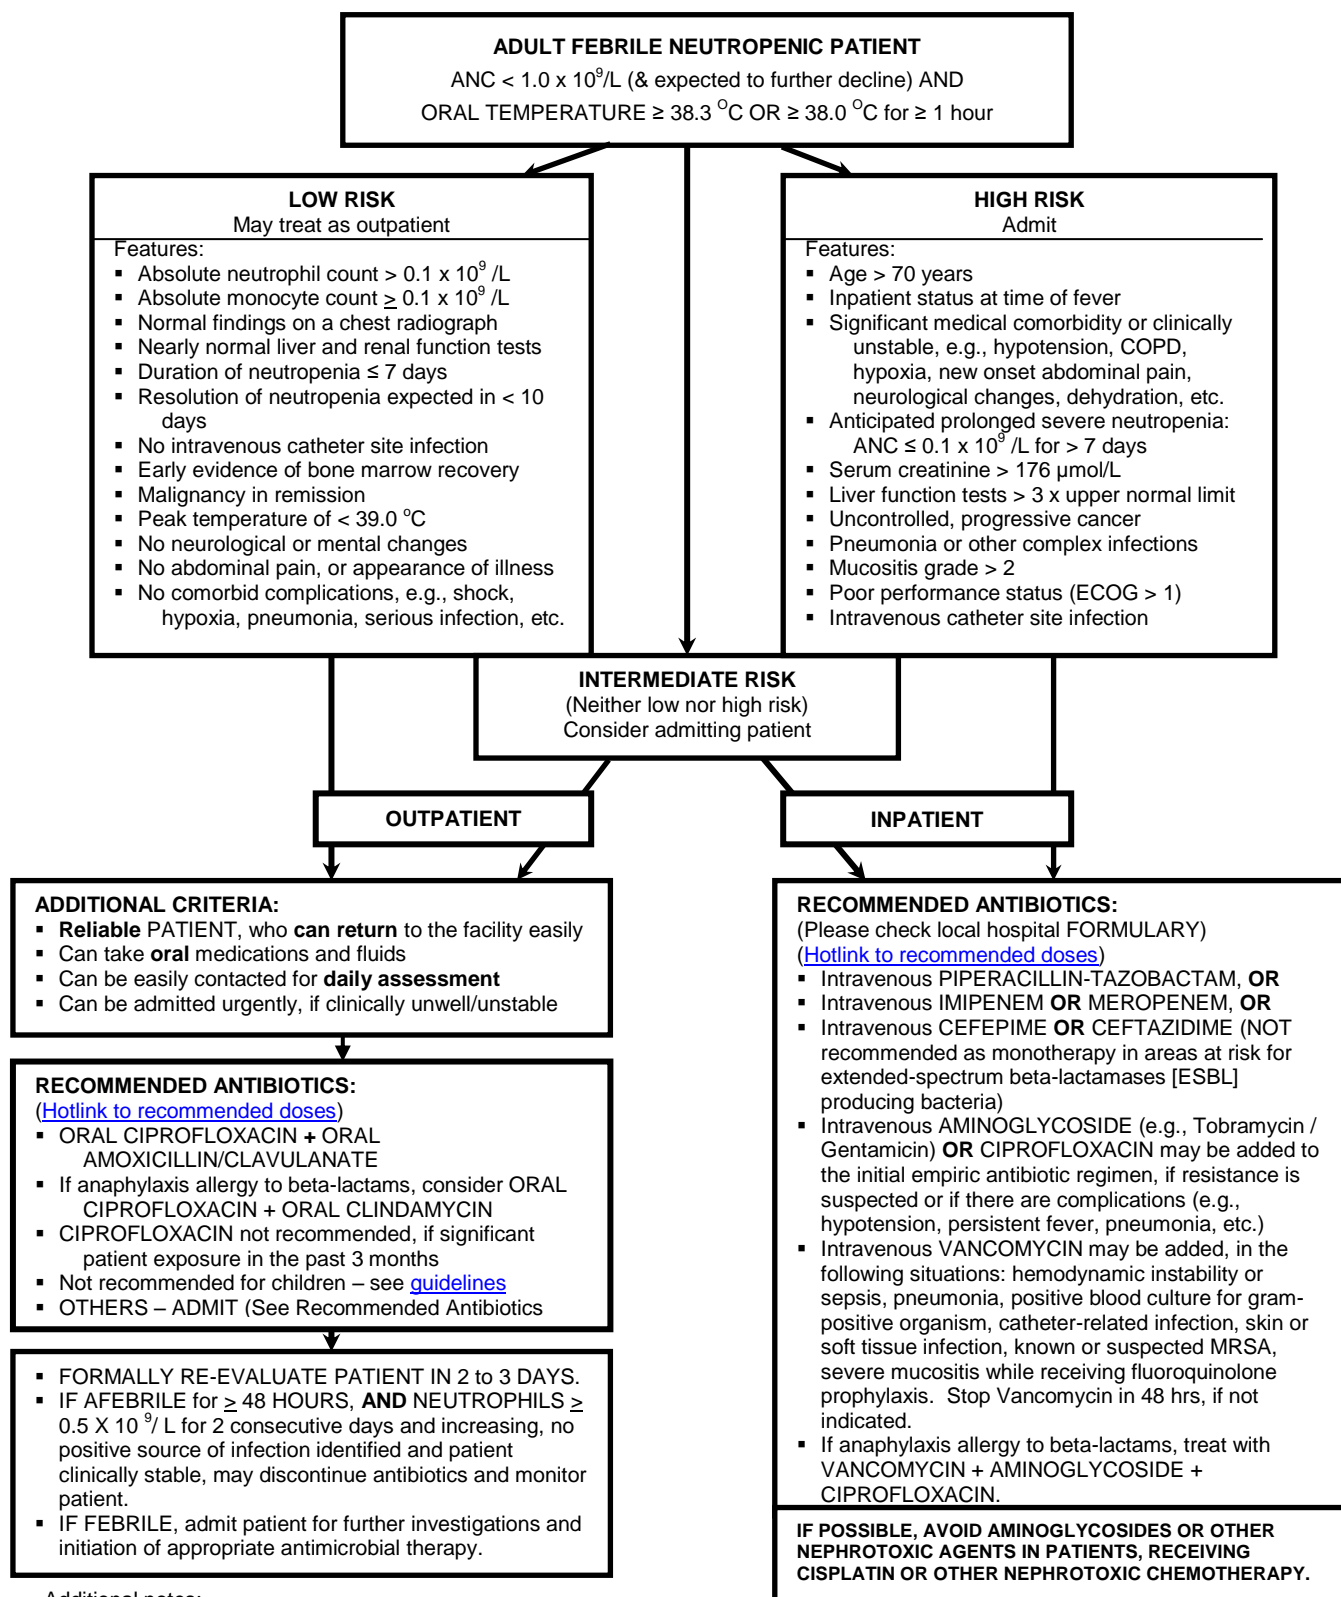 ADULT FEBRILE NEUTROPENIC PATIENT
ANC < 1.0 x 10⁹/L (& expected to further decline) AND
ORAL TEMPERATURE ≥ 38.3 ᴼC OR ≥ 38.0 ᴼC for ≥ 1 hour
LOW RISK
May treat as outpatient
Features:
▪ Absolute neutrophil count > 0.1 x 10⁹ /L
▪ Absolute monocyte count ≥ 0.1 x 10⁹ /L
▪ Normal findings on a chest radiograph
▪ Nearly normal liver and renal function tests
▪ Duration of neutropenia ≤ 7 days
▪ Resolution of neutropenia expected in < 10
days
▪ No intravenous catheter site infection
▪ Early evidence of bone marrow recovery
▪ Malignancy in remission
▪ Peak temperature of < 39.0 ᵒC
▪ No neurological or mental changes
▪ No abdominal pain, or appearance of illness
▪ No comorbid complications, e.g., shock,
hypoxia, pneumonia, serious infection, etc.
HIGH RISK
Admit
Features:
▪ Age > 70 years
▪ Inpatient status at time of fever
▪ Significant medical comorbidity or clinically
unstable, e.g., hypotension, COPD,
hypoxia, new onset abdominal pain,
neurological changes, dehydration, etc.
▪ Anticipated prolonged severe neutropenia:
ANC ≤ 0.1 x 10⁹ /L for > 7 days
▪ Serum creatinine > 176 µmol/L
▪ Liver function tests > 3 x upper normal limit
▪ Uncontrolled, progressive cancer
▪ Pneumonia or other complex infections
▪ Mucositis grade > 2
▪ Poor performance status (ECOG > 1)
▪ Intravenous catheter site infection
INTERMEDIATE RISK
(Neither low nor high risk)
Consider admitting patient
OUTPATIENT
INPATIENT
ADDITIONAL CRITERIA:
▪ Reliable PATIENT, who can return to the facility easily
▪ Can take oral medications and fluids
▪ Can be easily contacted for daily assessment
▪ Can be admitted urgently, if clinically unwell/unstable
RECOMMENDED ANTIBIOTICS:
(Hotlink to recommended doses)
▪ ORAL CIPROFLOXACIN + ORAL
AMOXICILLIN/CLAVULANATE
▪ If anaphylaxis allergy to beta-lactams, consider ORAL
CIPROFLOXACIN + ORAL CLINDAMYCIN
▪ CIPROFLOXACIN not recommended, if significant
patient exposure in the past 3 months
▪ Not recommended for children – see guidelines
▪ OTHERS – ADMIT (See Recommended Antibiotics
▪ FORMALLY RE-EVALUATE PATIENT IN 2 to 3 DAYS.
▪ IF AFEBRILE for ≥ 48 HOURS, AND NEUTROPHILS ≥
0.5 X 10 ⁹/ L for 2 consecutive days and increasing, no
positive source of infection identified and patient
clinically stable, may discontinue antibiotics and monitor
patient.
▪ IF FEBRILE, admit patient for further investigations and
initiation of appropriate antimicrobial therapy.
Additional notes:
RECOMMENDED ANTIBIOTICS:
(Please check local hospital FORMULARY)
(Hotlink to recommended doses)
▪ Intravenous PIPERACILLIN-TAZOBACTAM, OR
▪ Intravenous IMIPENEM OR MEROPENEM, OR
▪ Intravenous CEFEPIME OR CEFTAZIDIME (NOT
recommended as monotherapy in areas at risk for
extended-spectrum beta-lactamases [ESBL]
producing bacteria)
▪ Intravenous AMINOGLYCOSIDE (e.g., Tobramycin /
Gentamicin) OR CIPROFLOXACIN may be added to
the initial empiric antibiotic regimen, if resistance is
suspected or if there are complications (e.g.,
hypotension, persistent fever, pneumonia, etc.)
▪ Intravenous VANCOMYCIN may be added, in the
following situations: hemodynamic instability or
sepsis, pneumonia, positive blood culture for gram-
positive organism, catheter-related infection, skin or
soft tissue infection, known or suspected MRSA,
severe mucositis while receiving fluoroquinolone
prophylaxis. Stop Vancomycin in 48 hrs, if not
indicated.
▪ If anaphylaxis allergy to beta-lactams, treat with
VANCOMYCIN + AMINOGLYCOSIDE +
CIPROFLOXACIN.
IF POSSIBLE, AVOID AMINOGLYCOSIDES OR OTHER
NEPHROTOXIC AGENTS IN PATIENTS, RECEIVING
CISPLATIN OR OTHER NEPHROTOXIC CHEMOTHERAPY.